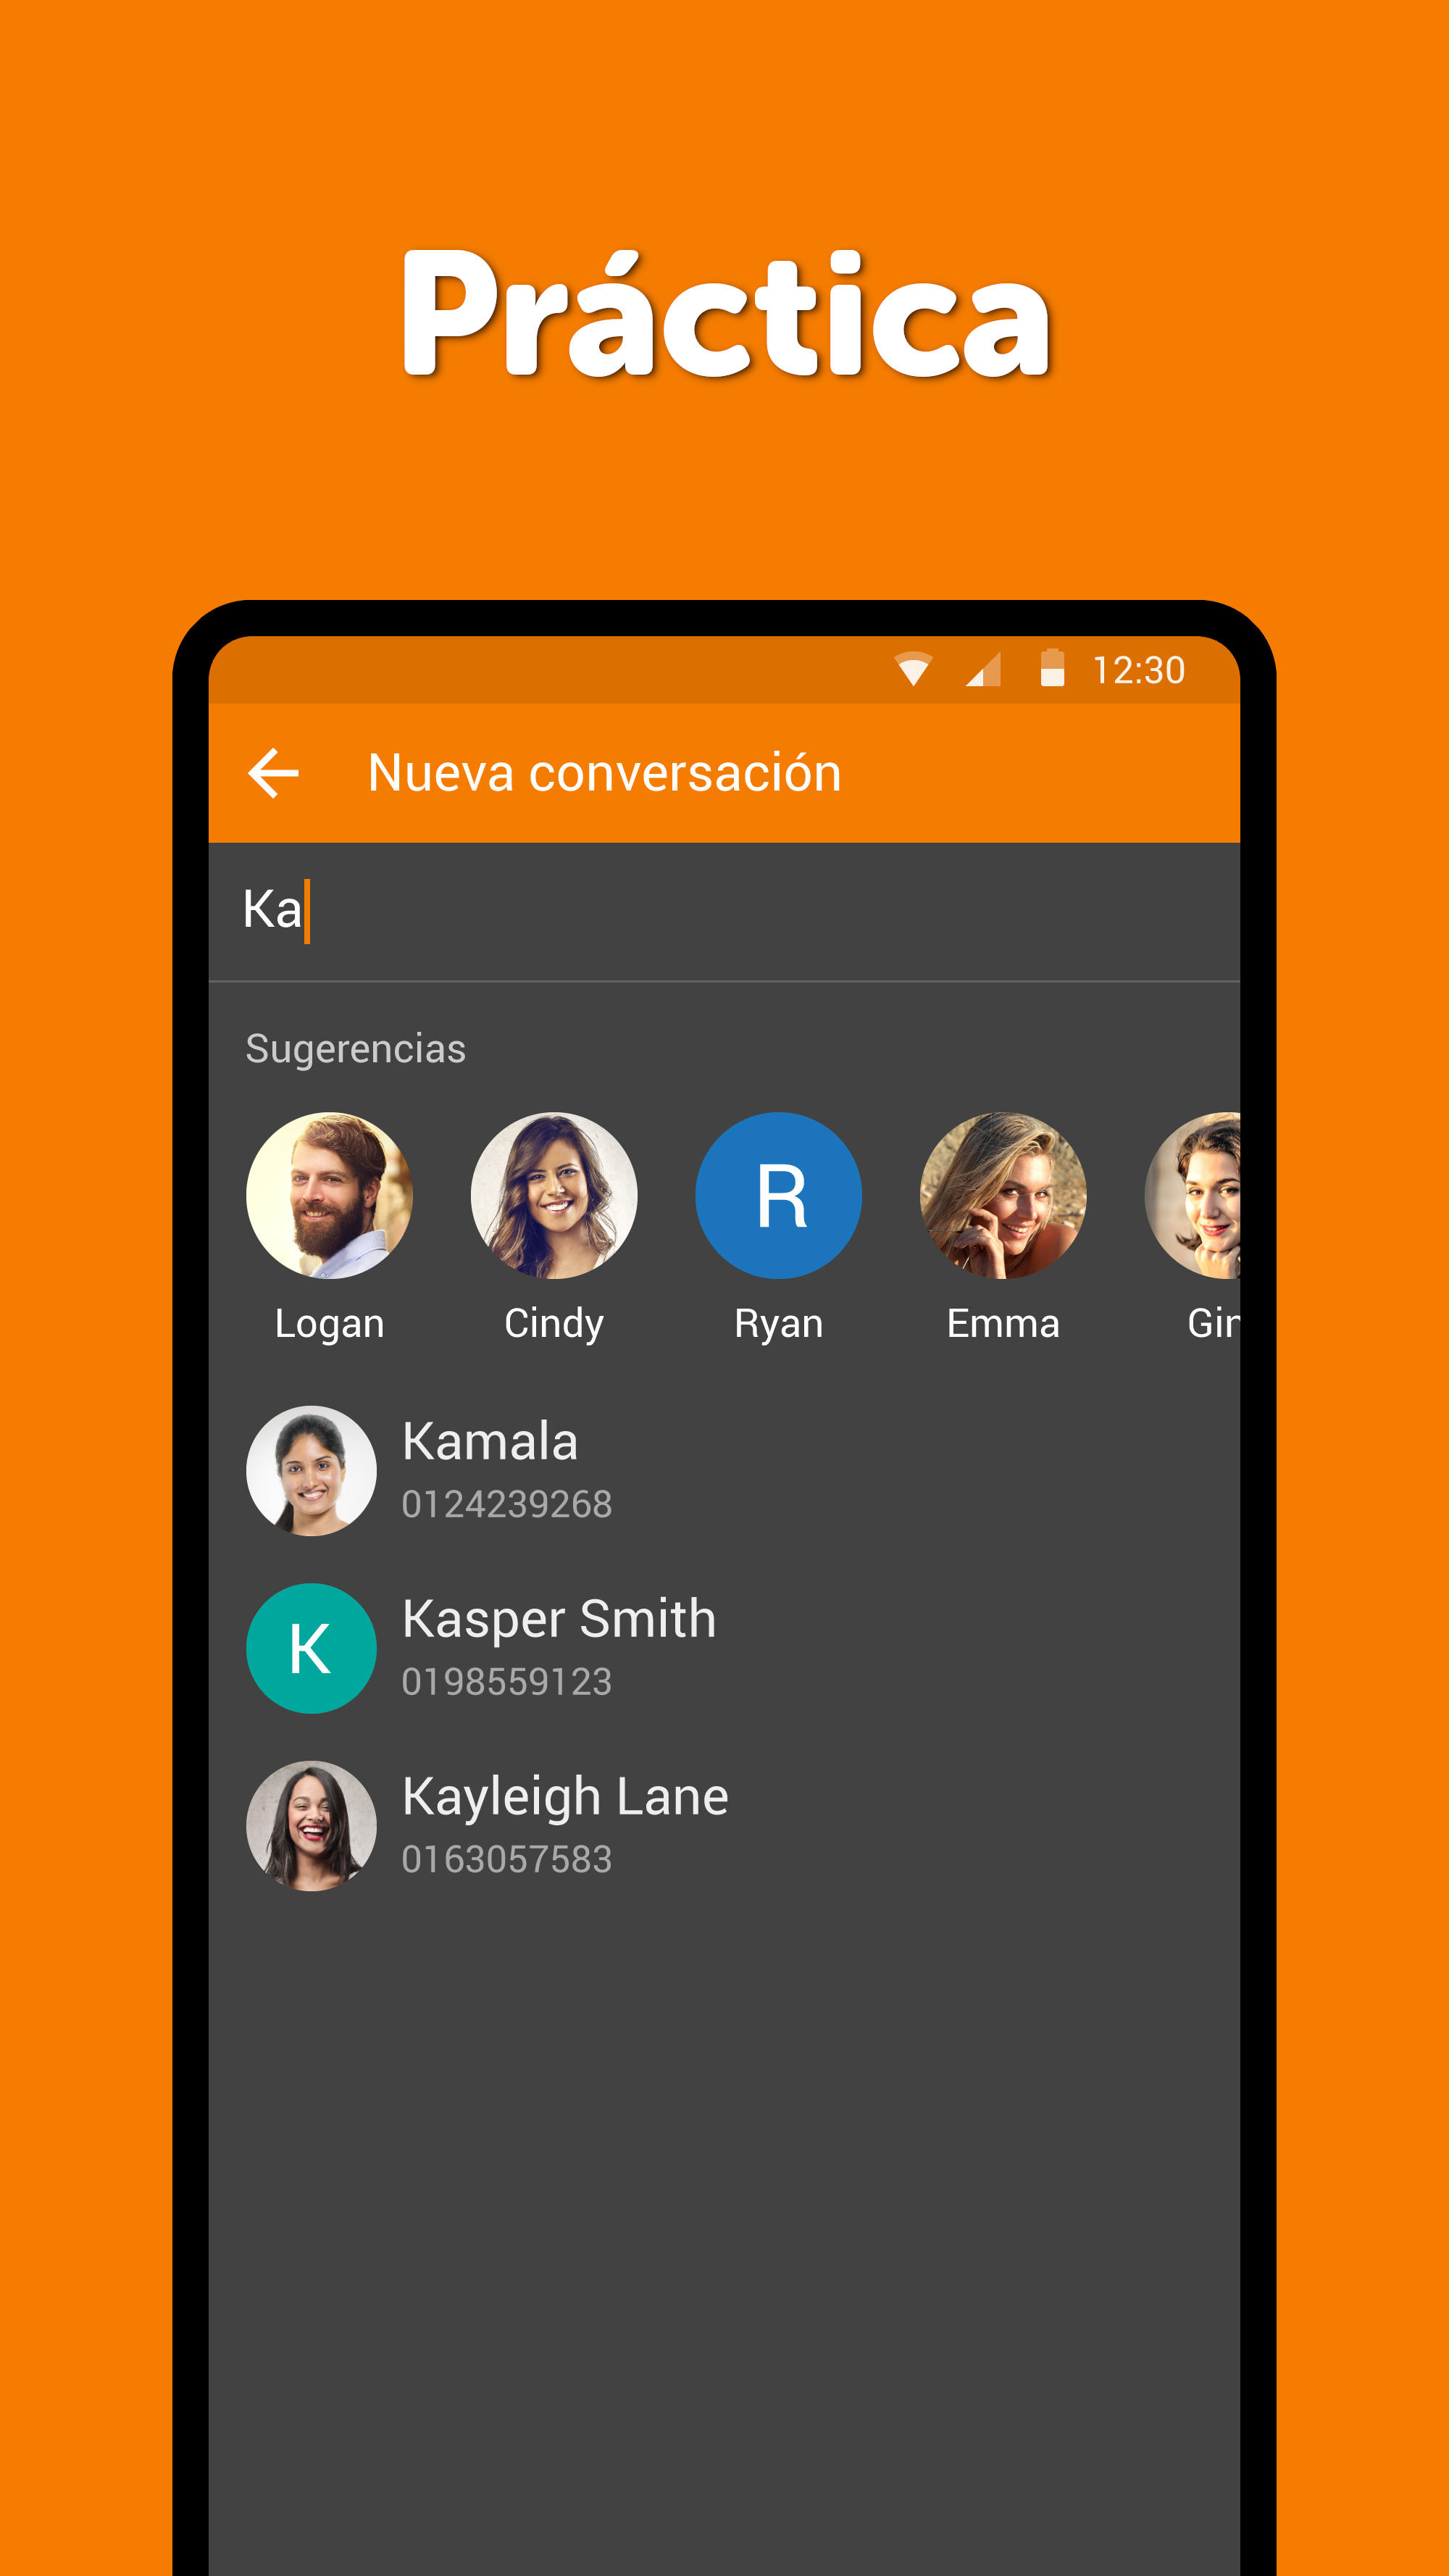 Práctica
12:30
Nueva conversación
Ka
Sugerencias
R
Logan
Cindy
Ryan
Emma
Gin
Kamala
0124239268
K
Kasper Smith
0198559123
Kayleigh Lane
0163057583